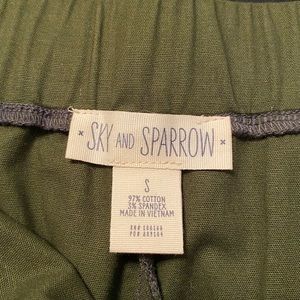 SKY AND SPARROW
S
97% COTTON
3% SPANDEX
MADE IN VIETNAM